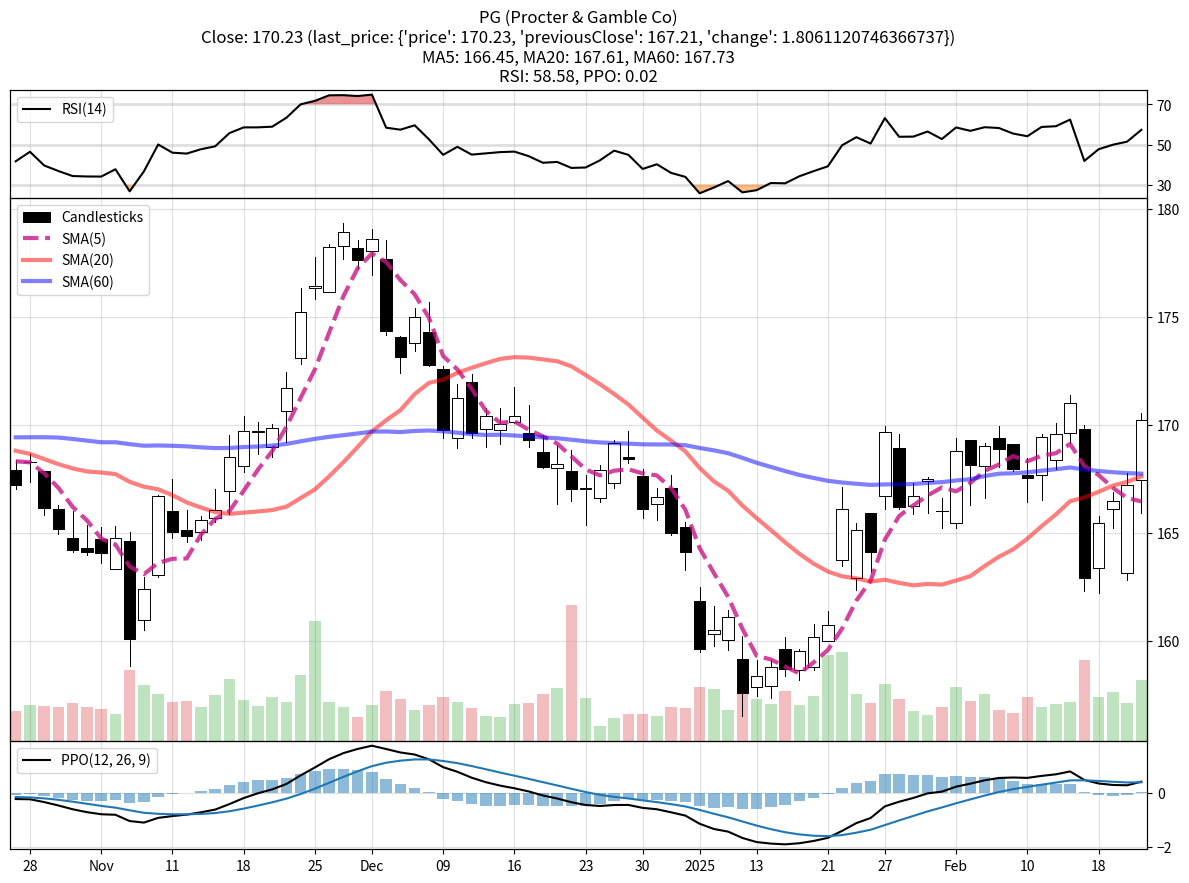 PG (Procter & Gamble Co)
Close: 170.23 (last_price: {'price': 170.23, 'previousClose': 167.21, 'change': 1.8061120746366737})
MA5: 166.45, MA20: 167.61, MA60: 167.73
RSI: 58.58, PPO: 0.02
RSI(14)
70
50
30
Candlesticks
SMA(5)
SMA(20)
SMA(60)
180
175
170
165
160
PPO(12, 26, 9)
0
−2
28 Nov 11 18 25 Dec 09 16 23 30 2025 13 21 27 Feb 10 18